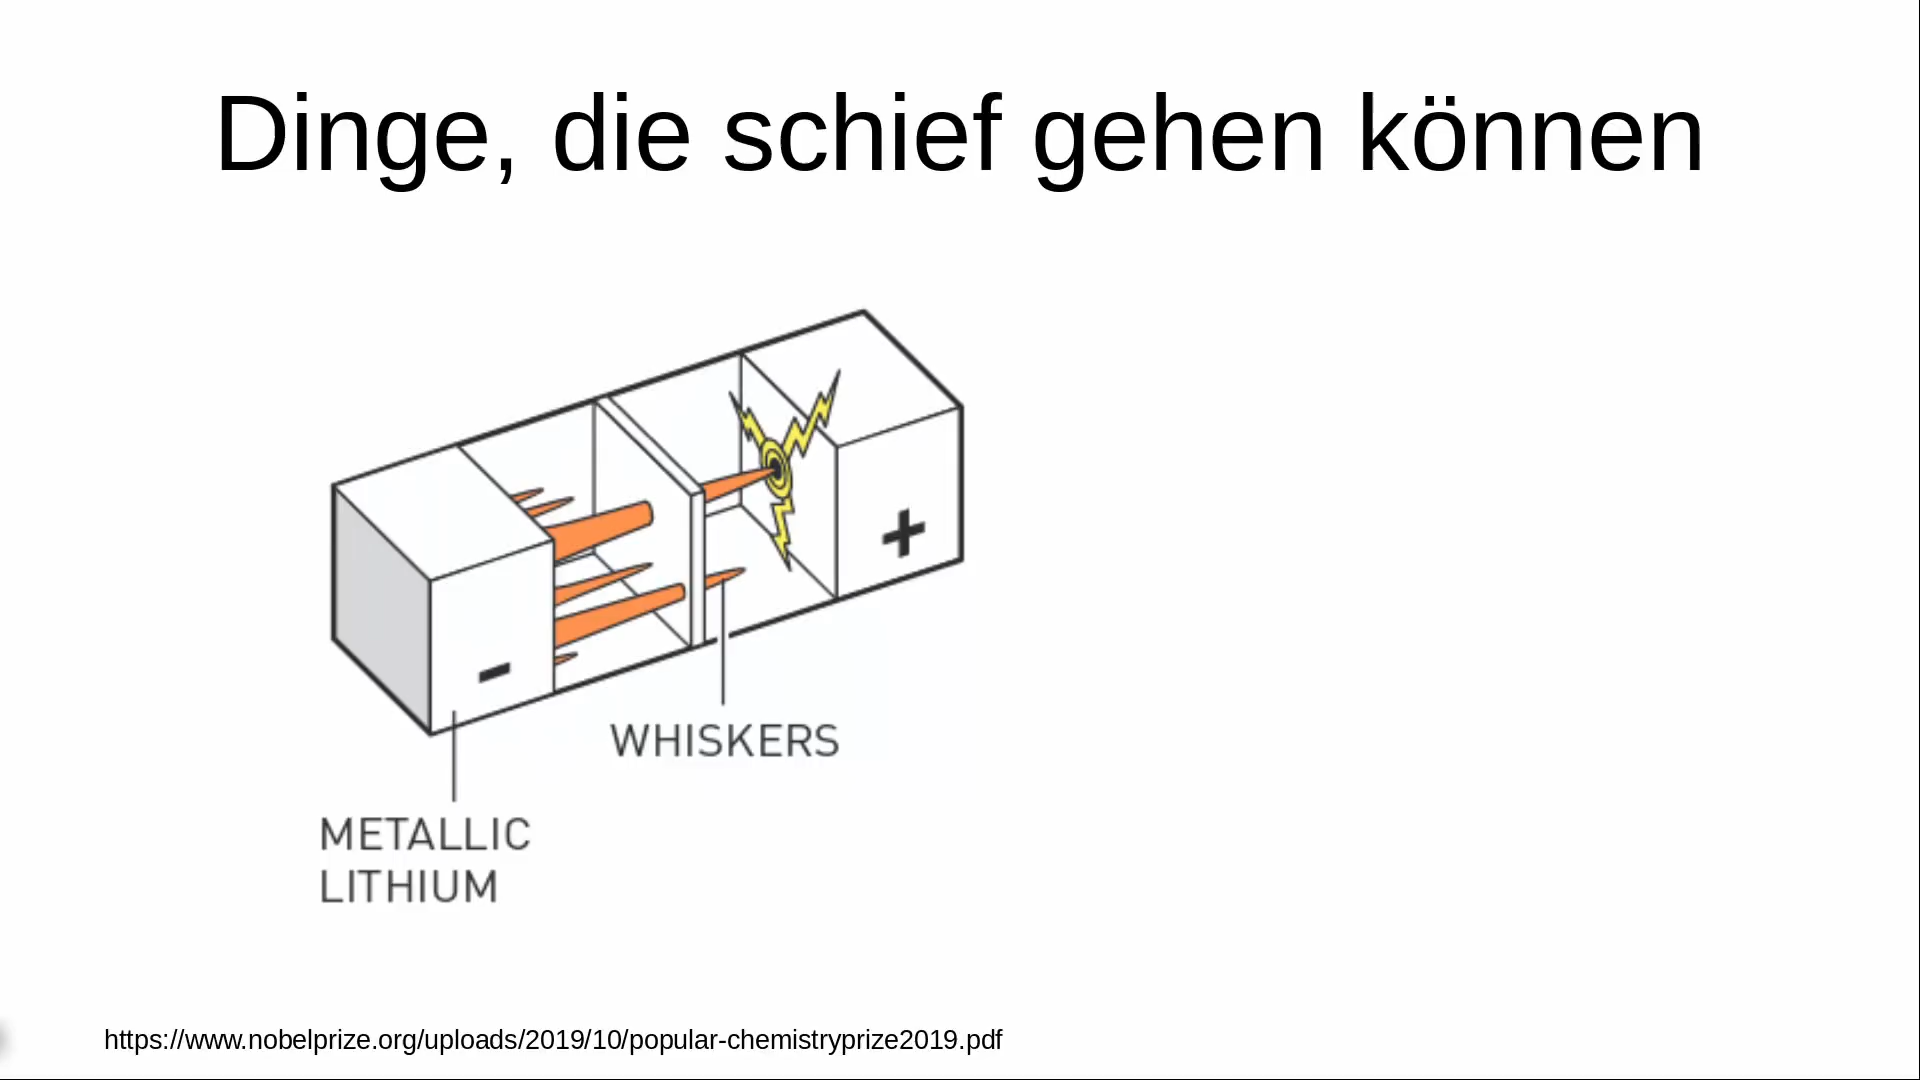 Dinge, die schief gehen können
+
-
WHISKERS
METALLIC
LITHIUM
https://www.nobelprize.org/uploads/2019/10/popular-chemistryprize2019.pdf